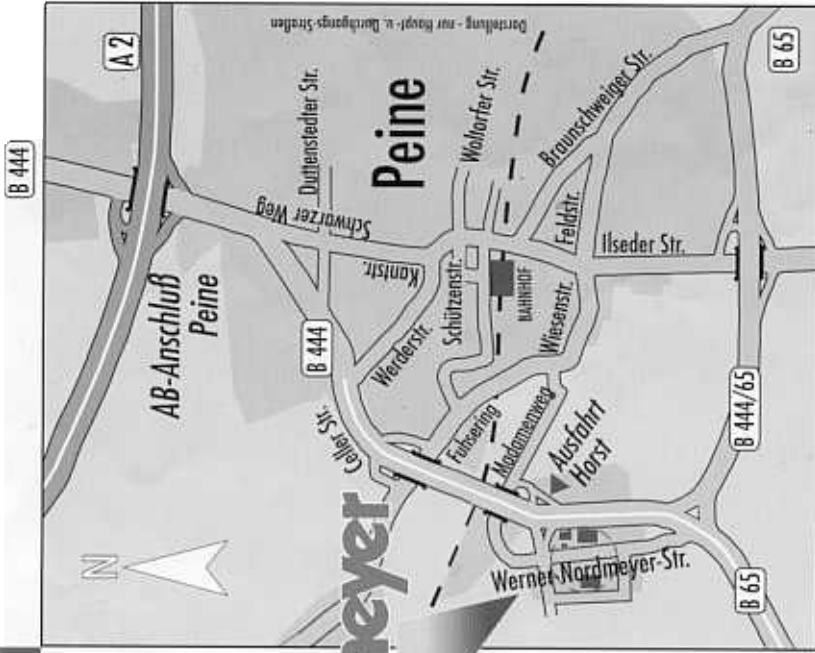 B 444
A 2
Darstellung - nur Haupt- u. Durchgangs-Straßen
B 65
Duttenstedter Str.
Peine
Woltorfer Str.
Braunschweiger Str.
Schwarzer Weg
AB-Anschluß
Peine
Kantstr.
Schützenstr.
Feldstr.
Ilseder Str.
BAHNHOF
B 444
Werderstr.
Wiesenstr.
Celler Str.
Fuhsering
Madamenweg
Ausfahrt
Horst
B 444/65
N
meyer
Werner-Nordmeyer-Str.
B 65